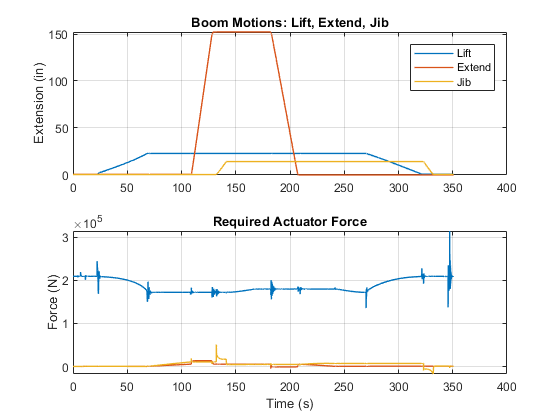 Boom Motions: Lift, Extend, Jib
150
100
50
0
Extension (in)
Lift
Extend
Jib
0 50 100 150 200 250 300 350 400
Required Actuator Force
×10^5
3
2
1
0
Force (N)
0 50 100 150 200 250 300 350 400
Time (s)